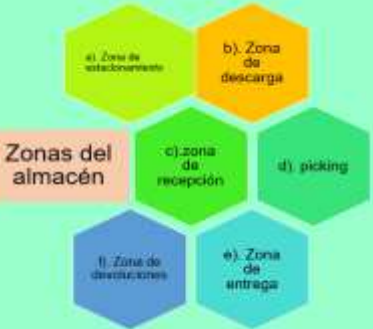 a). Zona de
estacionamiento
b). Zona
de
descarga
Zonas del
almacén
c).zona
de
recepción
d). picking
f). Zona de
devoluciones
e). Zona
de
entrega